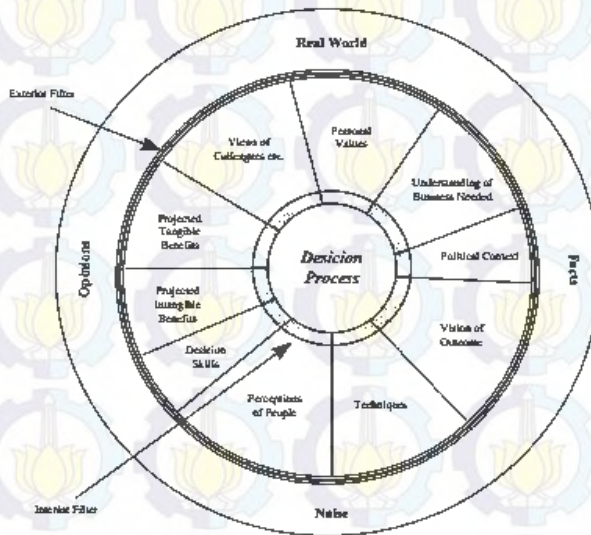 Real World
Exterior Filter
Views of
Colleagues etc.
Personal
Values
Understanding of
Business Needed
Projected
Tangible
Benefits
Political Context
Opinions
Desicion
Process
Facts
Projected
Intangible
Benefits
Vision of
Outcome
Decision
Skills
Perceptions
of People
Techniques
Interior Filter
Noise